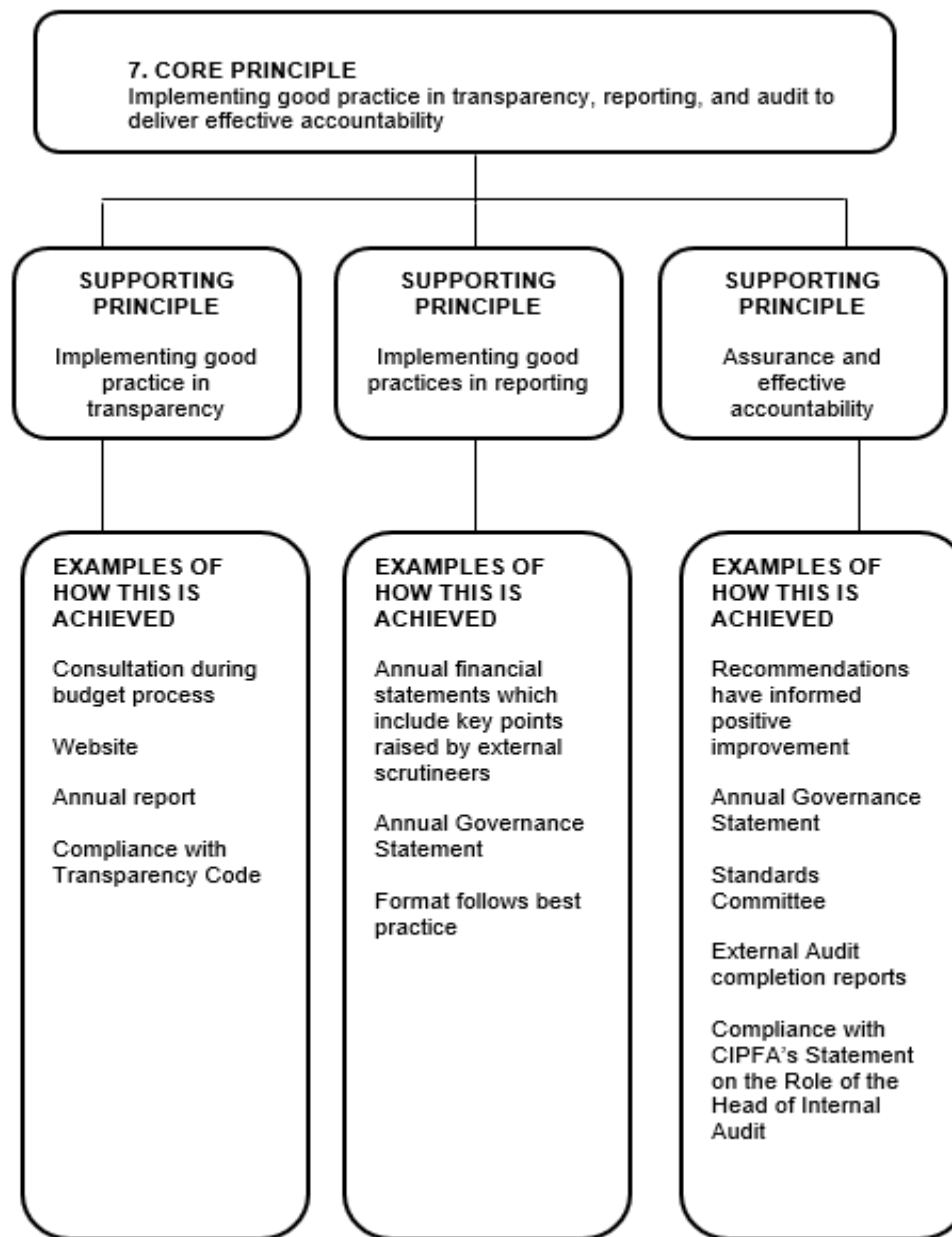 7. CORE PRINCIPLE
Implementing good practice in transparency, reporting, and audit to
deliver effective accountability
SUPPORTING
PRINCIPLE
Implementing good
practice in
transparency
SUPPORTING
PRINCIPLE
Implementing good
practices in reporting
SUPPORTING
PRINCIPLE
Assurance and
effective
accountability
EXAMPLES OF
HOW THIS IS
ACHIEVED
Consultation during
budget process
Website
Annual report
Compliance with
Transparency Code
EXAMPLES OF
HOW THIS IS
ACHIEVED
Annual financial
statements which
include key points
raised by external
scrutineers
Annual Governance
Statement
Format follows best
practice
EXAMPLES OF
HOW THIS IS
ACHIEVED
Recommendations
have informed
positive
improvement
Annual Governance
Statement
Standards
Committee
External Audit
completion reports
Compliance with
CIPFA's Statement
on the Role of the
Head of Internal
Audit